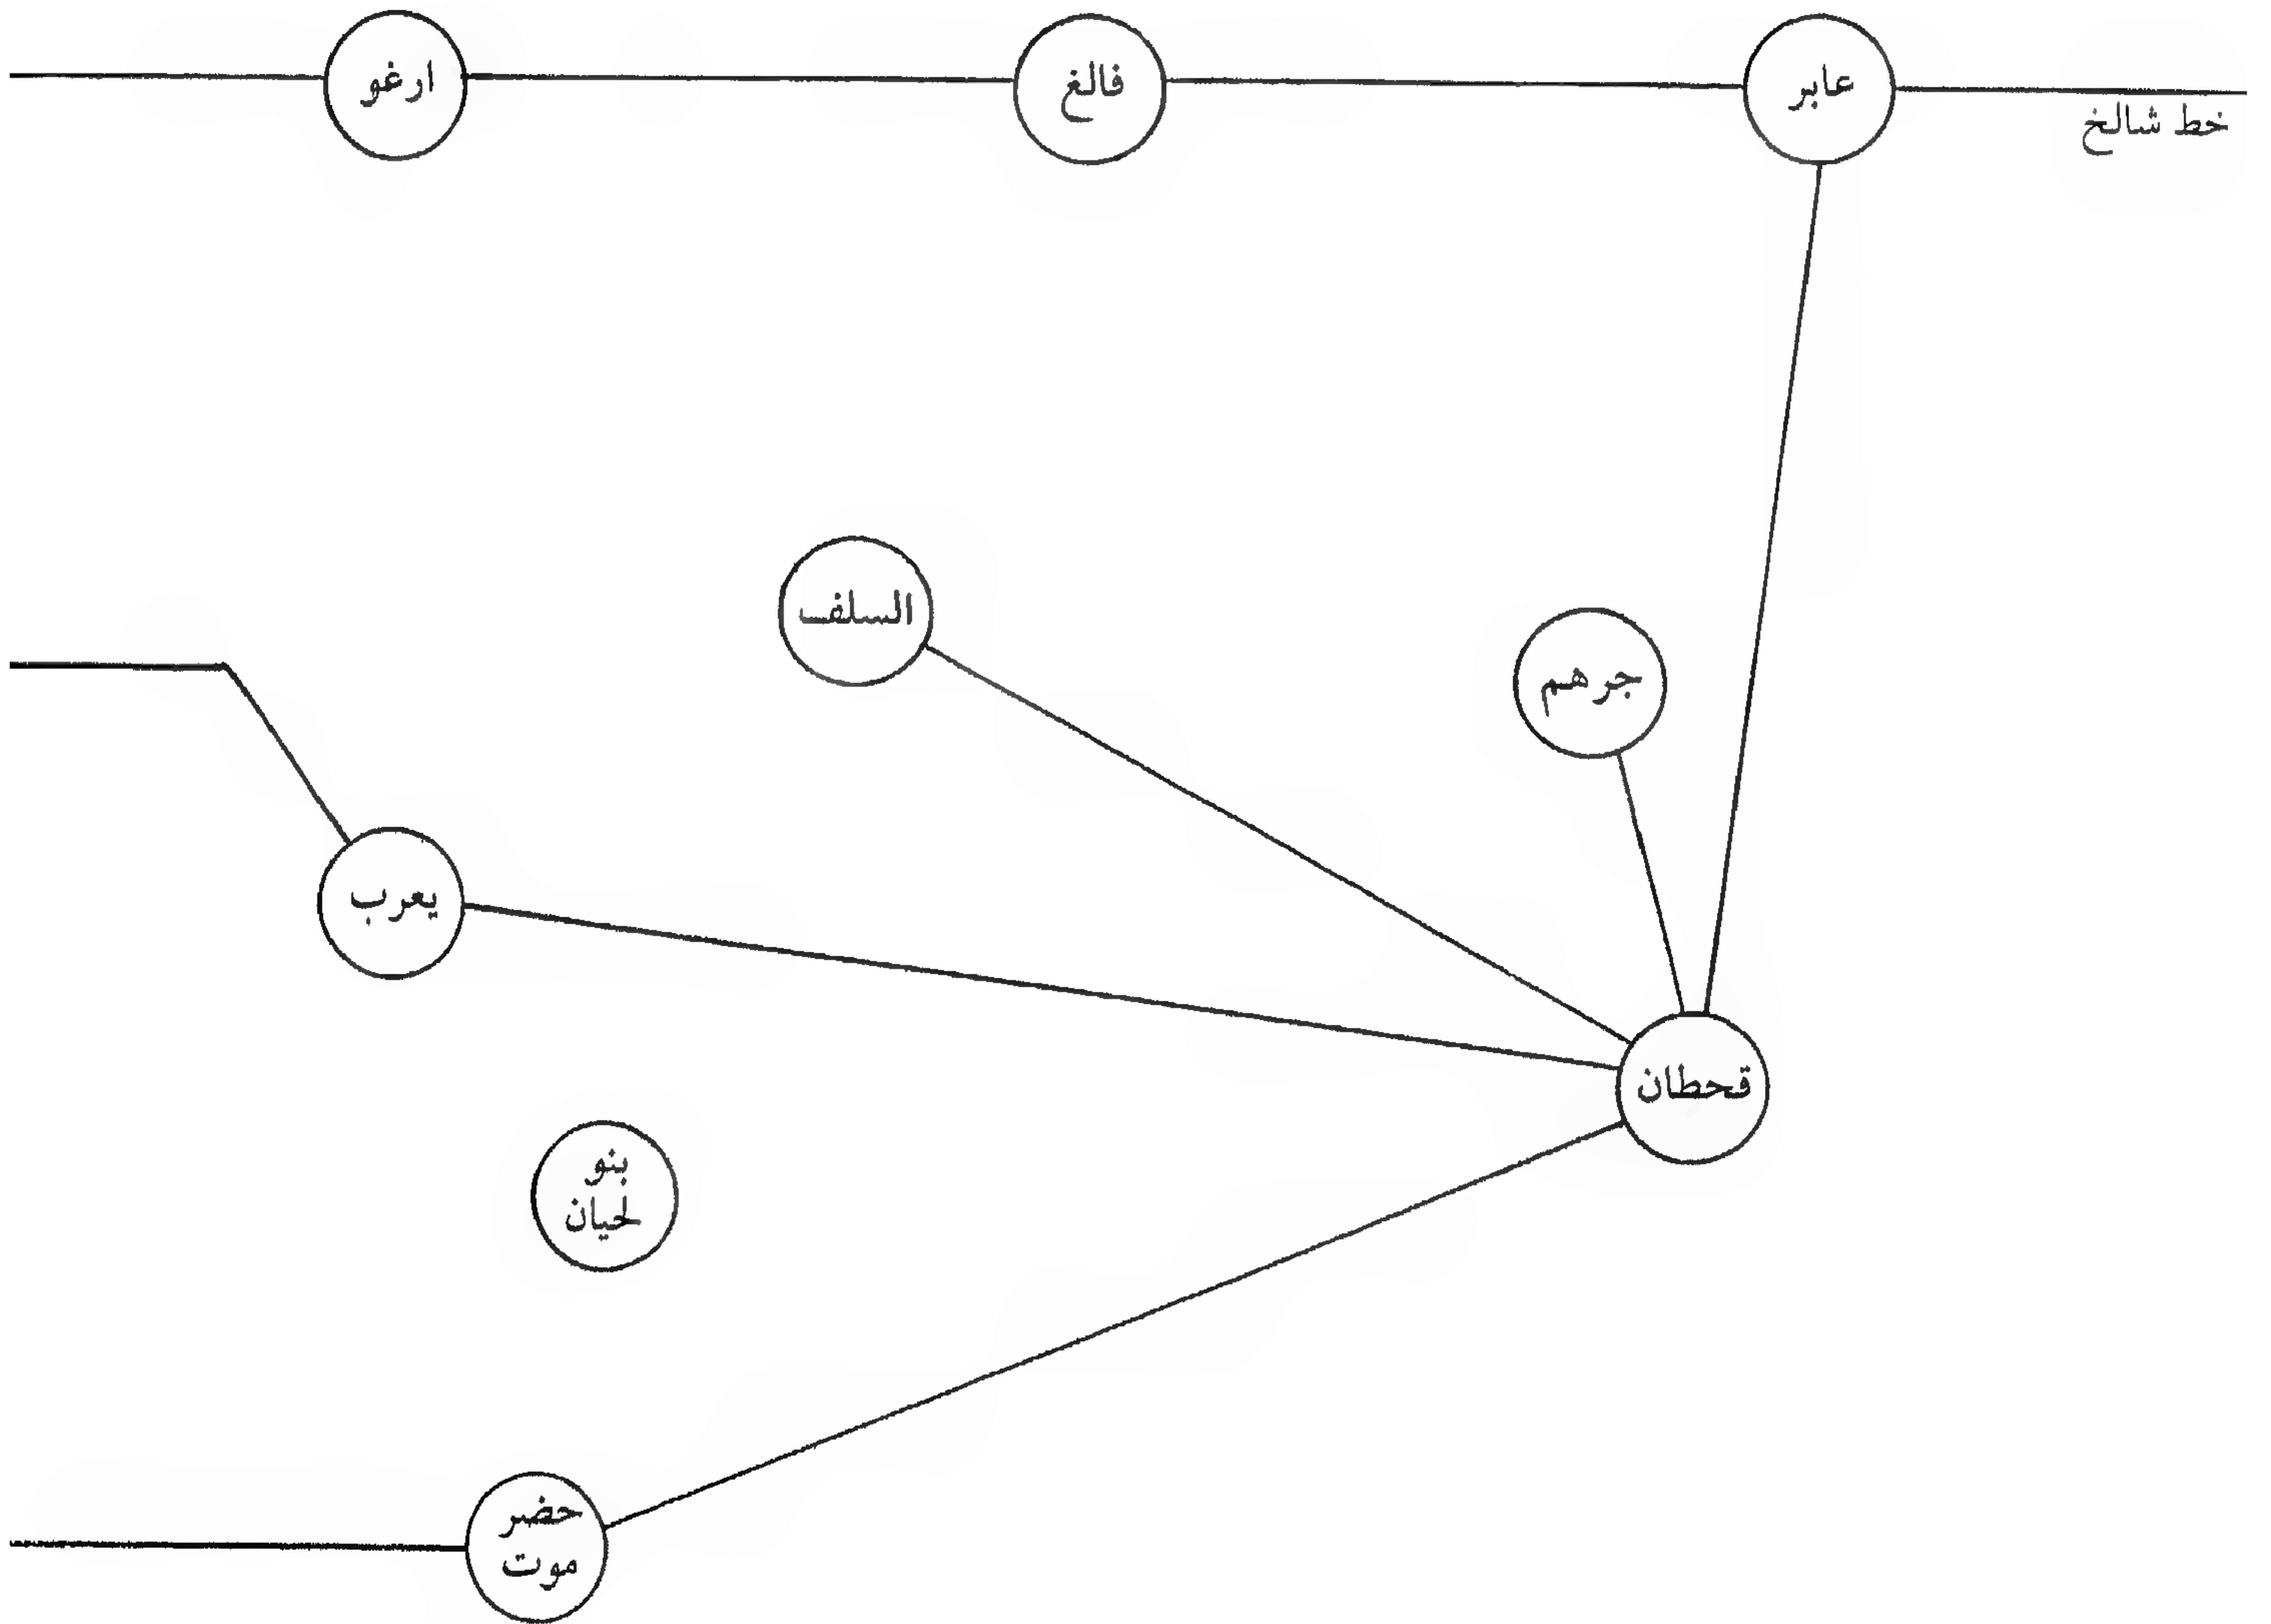 عابر
فالغ
ارغو
خط شالخ
السلف
جرهم
يعرب
قحطان
بنو
لحيان
حضر
موت